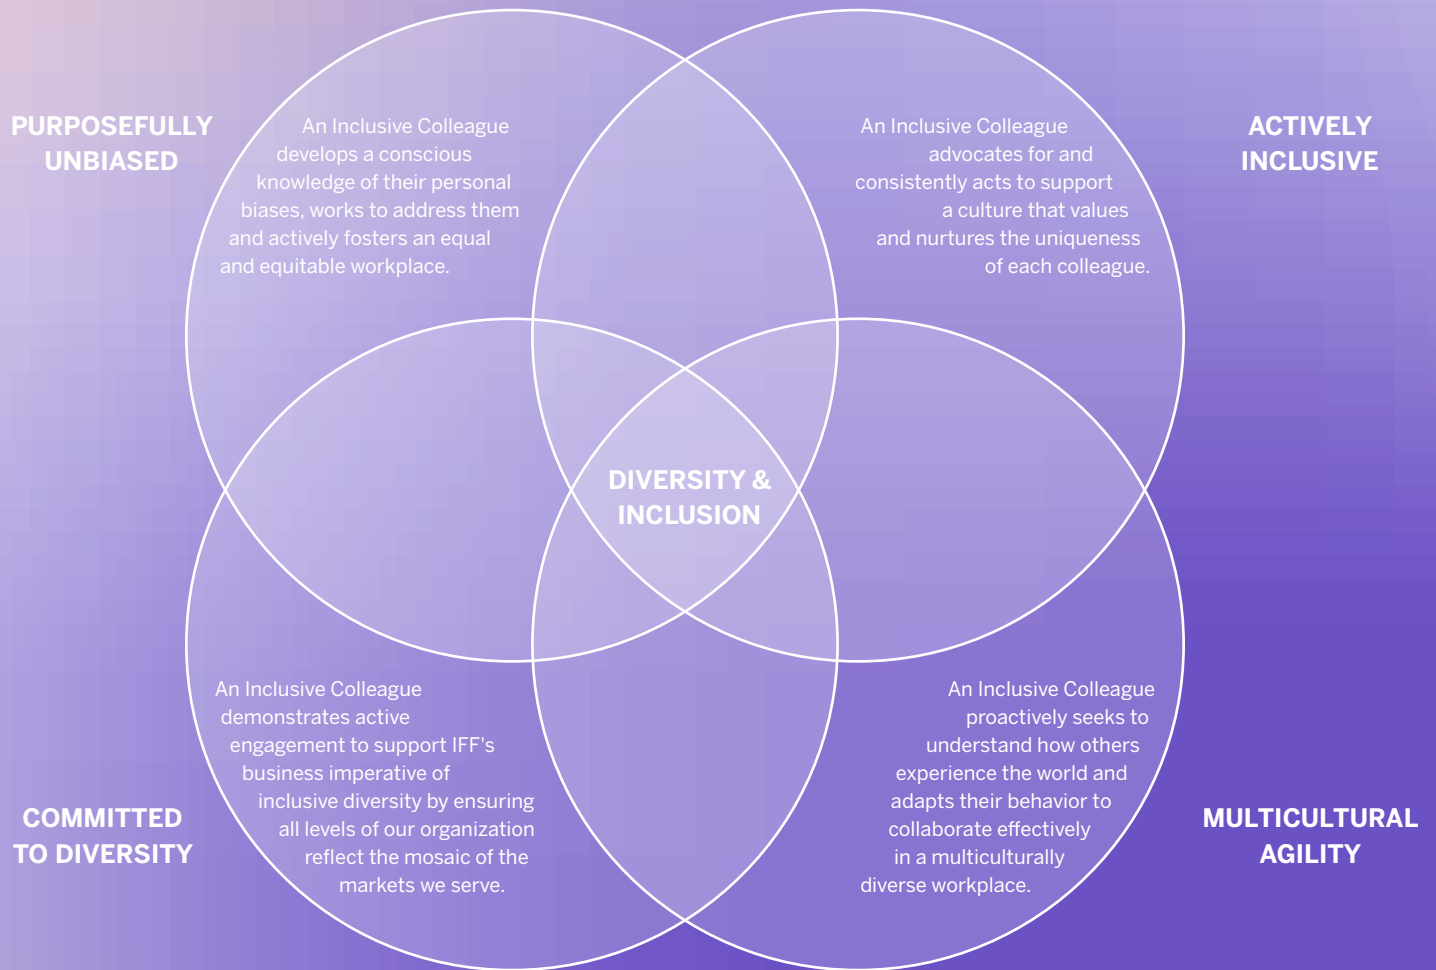 PURPOSEFULLY
UNBIASED
An Inclusive Colleague
develops a conscious
knowledge of their personal
biases, works to address them
and actively fosters an equal
and equitable workplace.
An Inclusive Colleague
advocates for and
consistently acts to support
a culture that values
and nurtures the uniqueness
of each colleague.
ACTIVELY
INCLUSIVE
DIVERSITY &
INCLUSION
COMMITTED
TO DIVERSITY
An Inclusive Colleague
demonstrates active
engagement to support IFF's
business imperative of
inclusive diversity by ensuring
all levels of our organization
reflect the mosaic of the
markets we serve.
An Inclusive Colleague
proactively seeks to
understand how others
experience the world and
adapts their behavior to
collaborate effectively
in a multiculturally
diverse workplace.
MULTICULTURAL
AGILITY